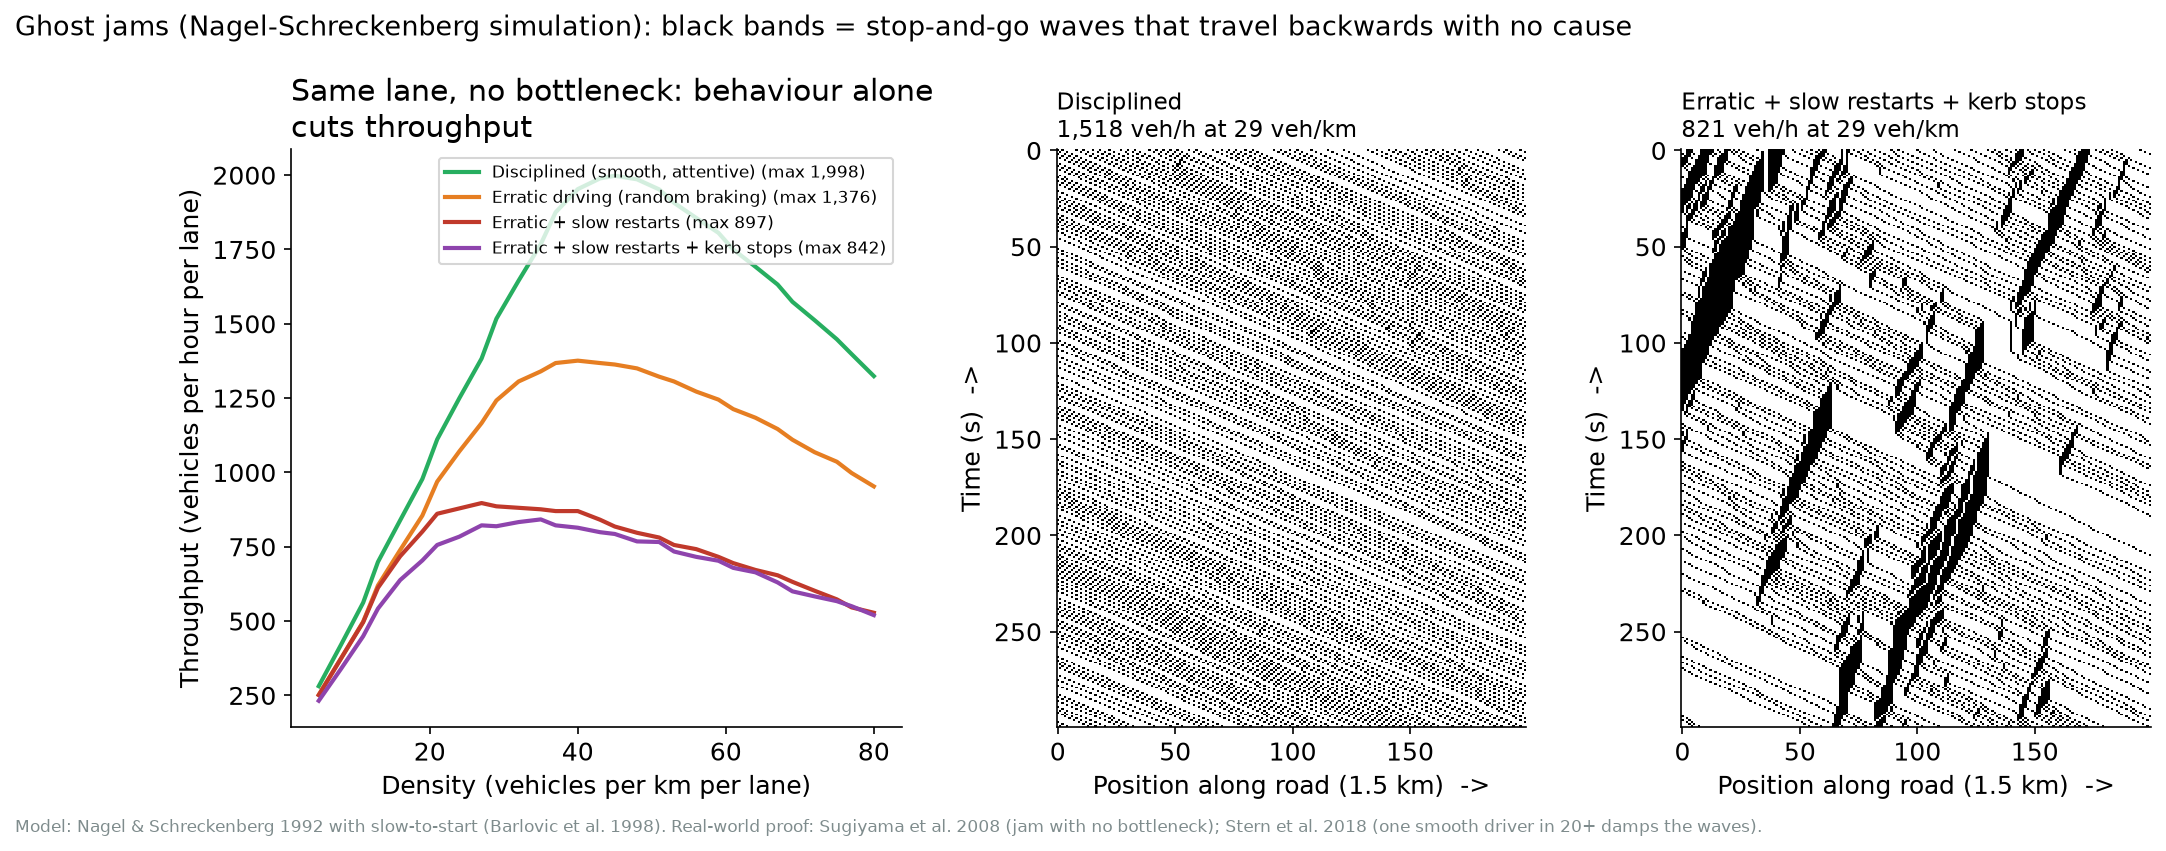 Ghost jams (Nagel-Schreckenberg simulation): black bands = stop-and-go waves that travel backwards with no cause
Same lane, no bottleneck: behaviour alone
cuts throughput
Throughput (vehicles per hour per lane)
2000
1750
1500
1250
1000
750
500
250
Disciplined (smooth, attentive) (max 1,998)
Erratic driving (random braking) (max 1,376)
Erratic + slow restarts (max 897)
Erratic + slow restarts + kerb stops (max 842)
20 40 60 80
Density (vehicles per km per lane)
Disciplined
1,518 veh/h at 29 veh/km
Time (s) ->
0
50
100
150
200
250
0 50 100 150
Position along road (1.5 km) ->
Erratic + slow restarts + kerb stops
821 veh/h at 29 veh/km
Time (s) ->
0
50
100
150
200
250
0 50 100 150
Position along road (1.5 km) ->
Model: Nagel & Schreckenberg 1992 with slow-to-start (Barlovic et al. 1998). Real-world proof: Sugiyama et al. 2008 (jam with no bottleneck); Stern et al. 2018 (one smooth driver in 20+ damps the waves).